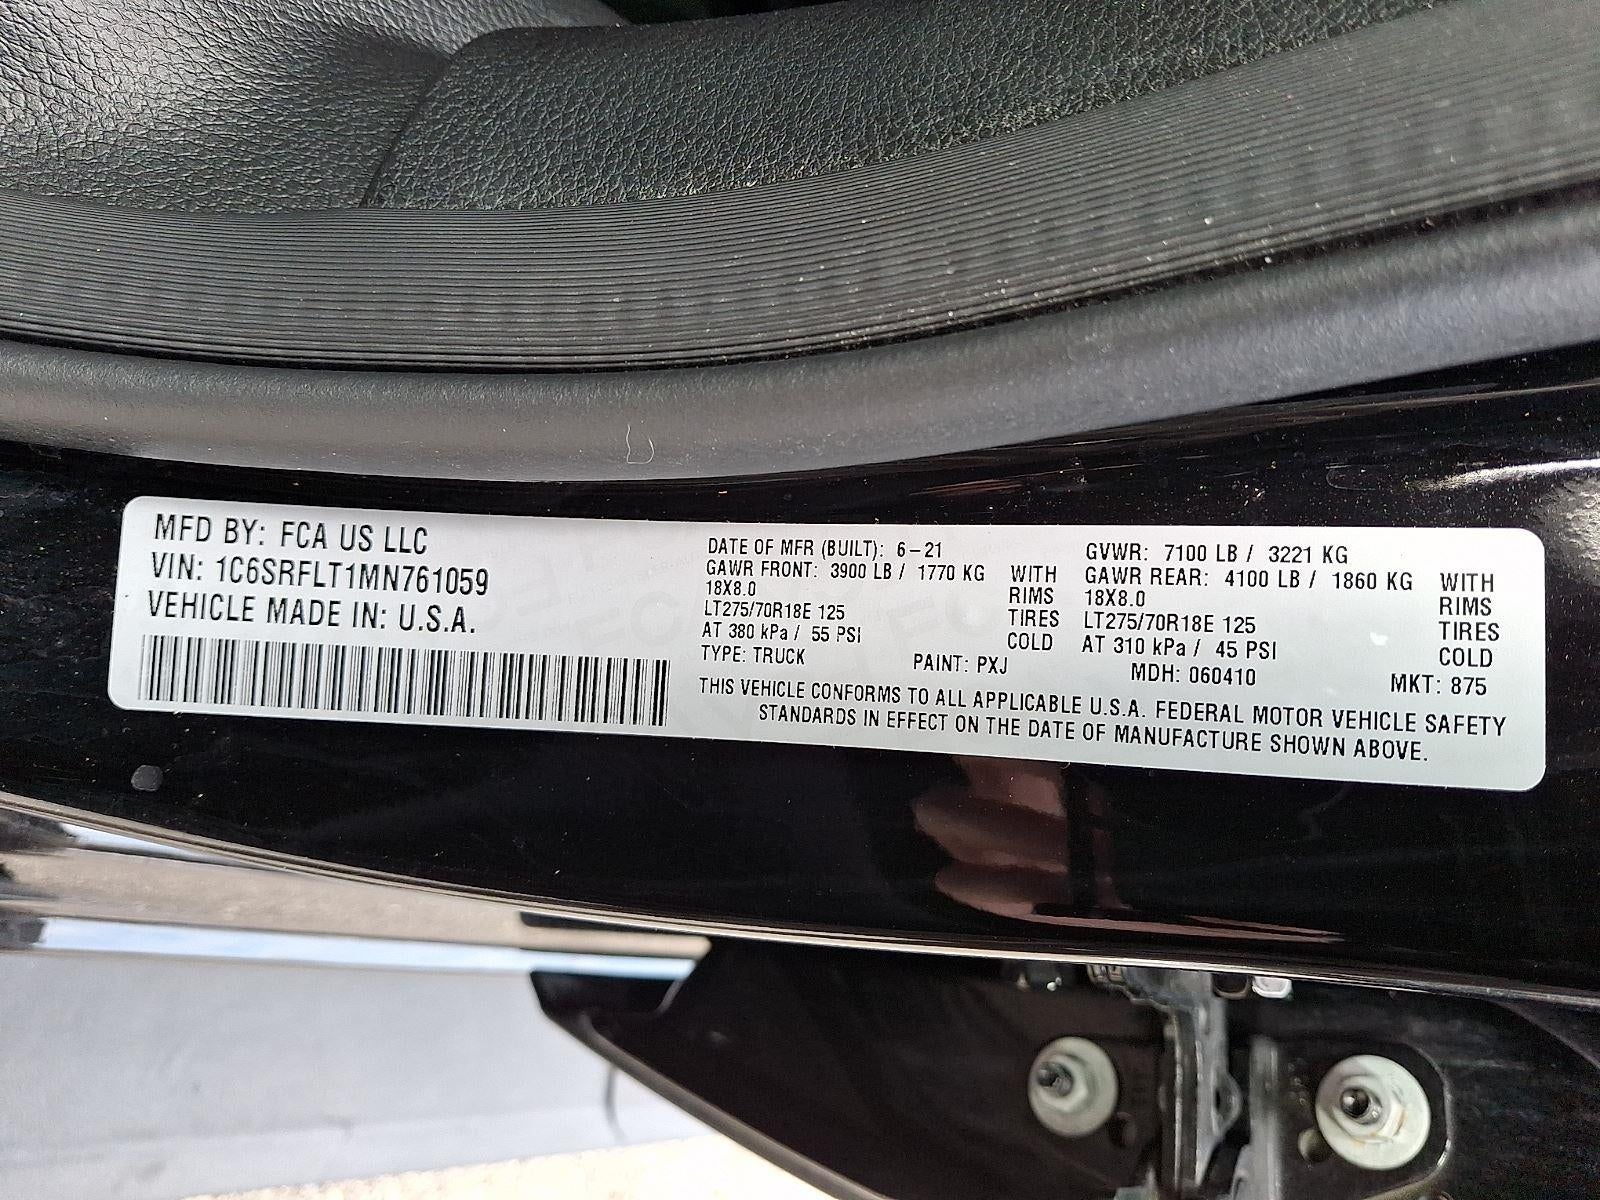 MFD BY: FCA US LLC
VIN: 1C6SRFLT1MN761059
VEHICLE MADE IN: U.S.A.
DATE OF MFR (BUILT): 6-21
GAWR FRONT: 3900 LB / 1770 KG WITH
18X8.0 RIMS
LT275/70R18E 125 TIRES
AT 380 kPa / 55 PSI COLD
TYPE: TRUCK PAINT: PXJ
GVWR: 7100 LB / 3221 KG
GAWR REAR: 4100 LB / 1860 KG WITH
18X8.0 RIMS
LT275/70R18E 125 TIRES
AT 310 kPa / 45 PSI COLD
MDH: 060410 MKT: 875
THIS VEHICLE CONFORMS TO ALL APPLICABLE U.S.A. FEDERAL MOTOR VEHICLE SAFETY
STANDARDS IN EFFECT ON THE DATE OF MANUFACTURE SHOWN ABOVE.